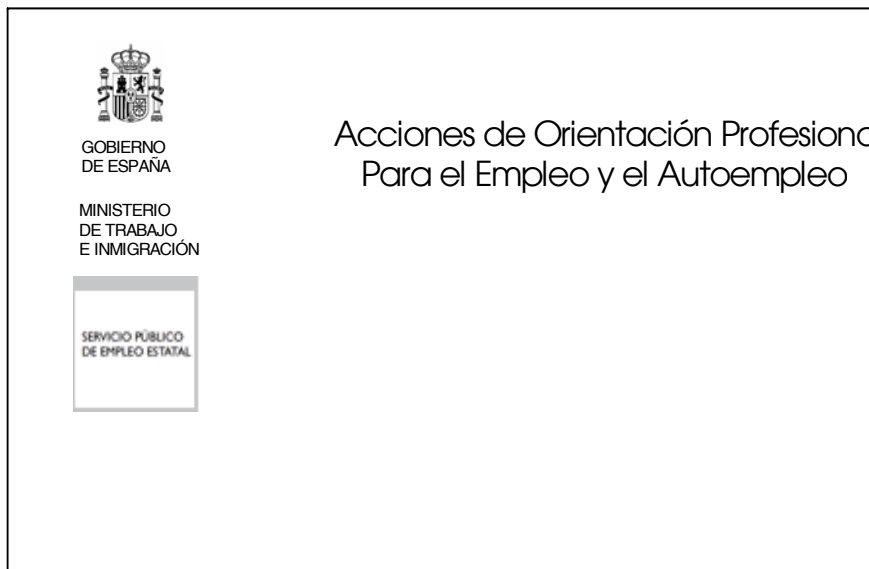 GOBIERNO
DE ESPAÑA
MINISTERIO
DE TRABAJO
E INMIGRACIÓN
SERVICIO PÚBLICO
DE EMPLEO ESTATAL
Acciones de Orientación Profesiona
Para el Empleo y el Autoempleo